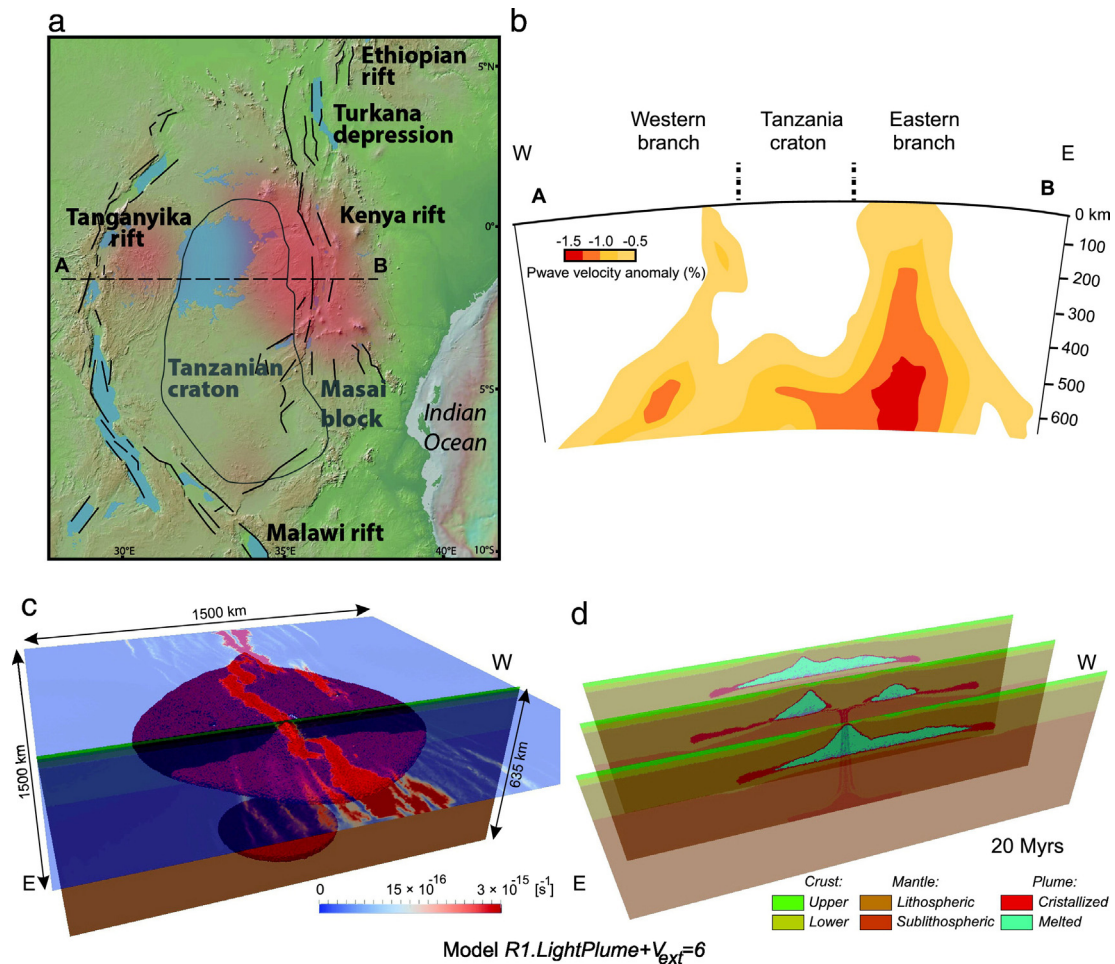 a
Ethiopian
rift
5°N
Turkana
depression
Tanganyika
rift
Kenya rift
0°
A
B
Tanzanian
craton
Masai
block
5°S
Indian
Ocean
Malawi rift
30°E
35°E
40°E
10°S
b
Western
branch
Tanzania
craton
Eastern
branch
W
E
A
B
0 km
100
200
300
400
500
600
-1.5 -1.0 -0.5
Pwave velocity anomaly (%)
c
1500 km
W
1500 km
635 km
E
0 15 × 10⁻¹⁶ 3 × 10⁻¹⁵ [s⁻¹]
d
W
20 Myrs
E
Crust: Mantle: Plume:
Upper Lithospheric Cristallized
Lower Sublithospheric Melted
Model R1.LightPlume+Vext=6